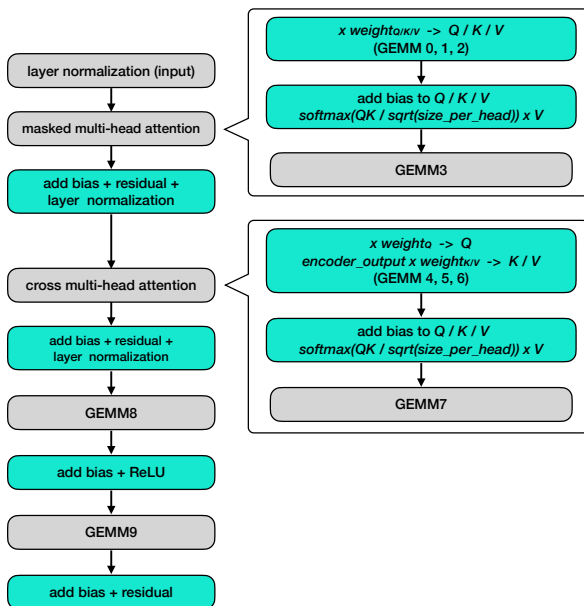 layer normalization (input)
masked multi-head attention
add bias + residual +
layer normalization
cross multi-head attention
add bias + residual +
layer normalization
GEMM8
add bias + ReLU
GEMM9
add bias + residual
x weightQ/K/V -> Q / K / V
(GEMM 0, 1, 2)
add bias to Q / K / V
softmax(QK / sqrt(size_per_head)) x V
GEMM3
x weightQ -> Q
encoder_output x weightK/V -> K / V
(GEMM 4, 5, 6)
add bias to Q / K / V
softmax(QK / sqrt(size_per_head)) x V
GEMM7